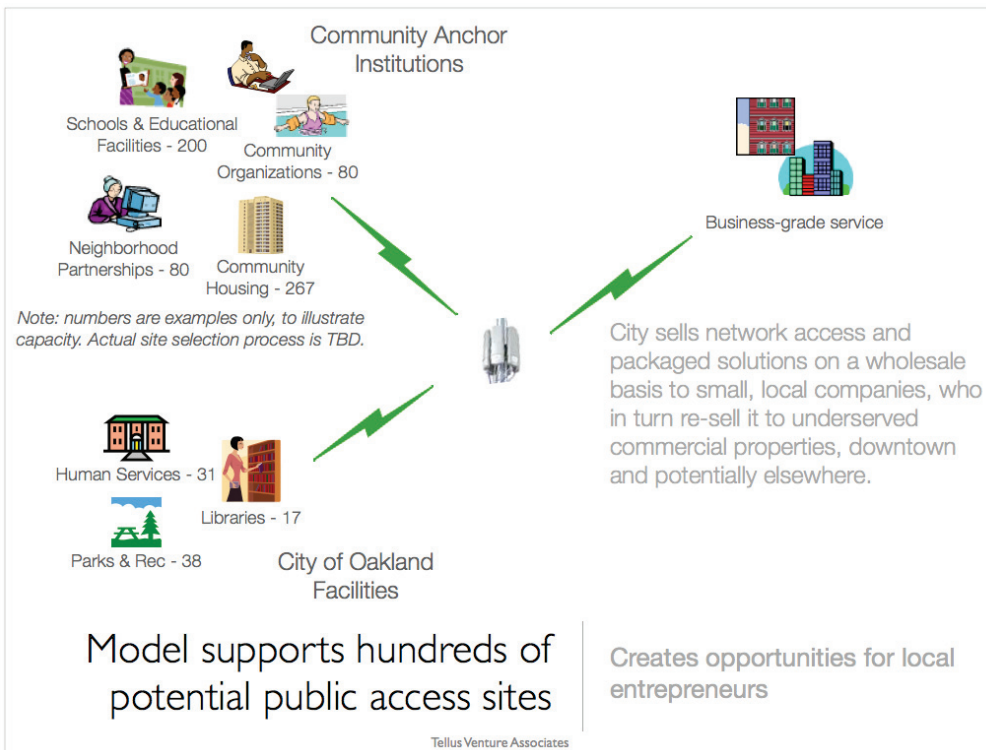 Community Anchor
Institutions
Schools & Educational
Facilities - 200
Community
Organizations - 80
Neighborhood
Partnerships - 80
Community
Housing - 267
Note: numbers are examples only, to illustrate
capacity. Actual site selection process is TBD.
Business-grade service
City sells network access and
packaged solutions on a wholesale
basis to small, local companies, who
in turn re-sell it to underserved
commercial properties, downtown
and potentially elsewhere.
Human Services - 31
Libraries - 17
Parks & Rec - 38
City of Oakland
Facilities
Model supports hundreds of
potential public access sites
Creates opportunities for local
entrepreneurs
Tellus Venture Associates